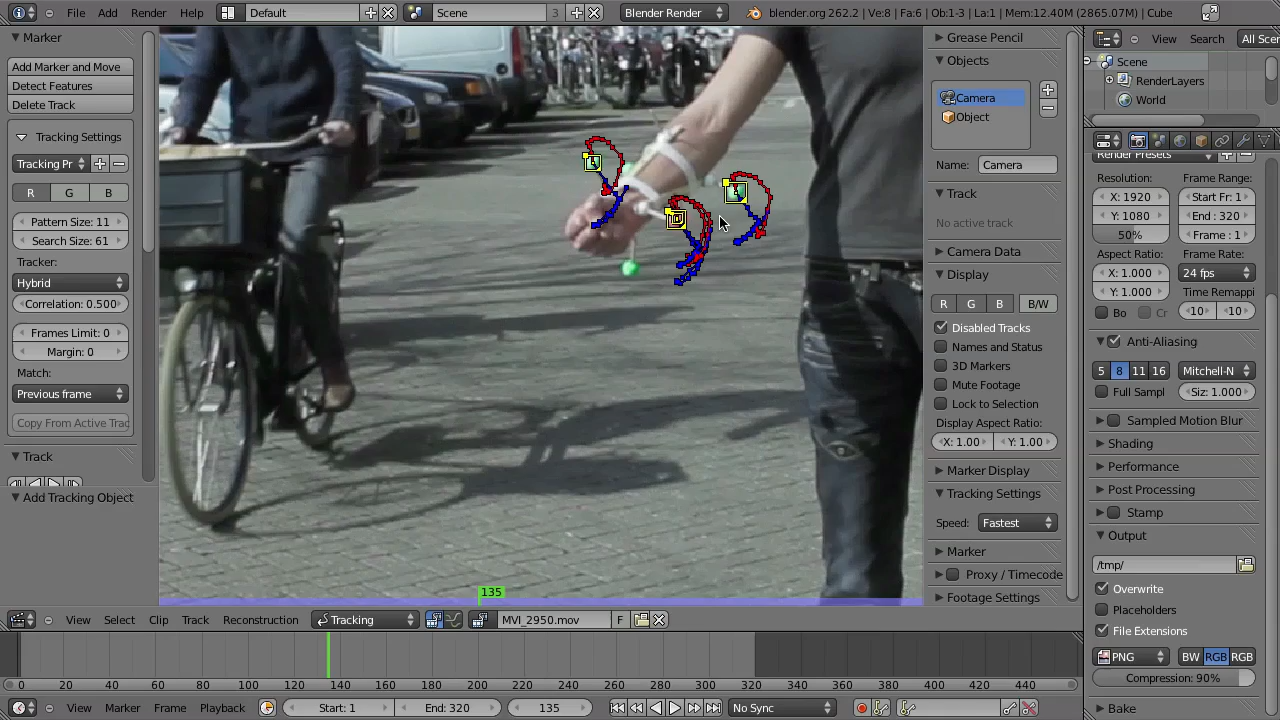 File Add Render Help Default Scene 3 Blender Render blender.org 262.2 | Ve:8 | Fa:6 | Ob:1-3 | La:1 | Mem:12.40M (2865.07M) | Cube
Marker
Add Marker and Move
Detect Features
Delete Track
Tracking Settings
Tracking Pr
R G B
Pattern Size: 11
Search Size: 61
Tracker:
Hybrid
Correlation: 0.500
Frames Limit: 0
Margin: 0
Match:
Previous frame
Copy From Active Trac
Track
Add Tracking Object
135
Grease Pencil
Objects
Camera
Object
Name: Camera
Track
No active track
Camera Data
Display
R G B B/W
Disabled Tracks
Names and Status
3D Markers
Mute Footage
Lock to Selection
Display Aspect Ratio:
X: 1.00 Y: 1.00
Marker Display
Tracking Settings
Speed: Fastest
Marker
Proxy / Timecode
Footage Settings
View Search All Scen
Scene
RenderLayers
World
Render Presets
Resolution: Frame Range:
X: 1920 Start Fr: 1
Y: 1080 End : 320
50% Frame : 1
Aspect Ratio: Frame Rate:
X: 1.000 24 fps
Y: 1.000 Time Remappi
Bo Cr 10 10
Anti-Aliasing
5 8 11 16 Mitchell-N
Full Sampl Siz: 1.000
Sampled Motion Blur
Shading
Performance
Post Processing
Stamp
Output
/tmp/
Overwrite
Placeholders
File Extensions
PNG BW RGB RGB
Compression: 90%
Bake
View Select Clip Track Reconstruction Tracking MVI_2950.mov F
0 20 40 60 80 100 120 140 160 180 200 220 240 260 280 300 320 340 360 380 400 420 440
View Marker Frame Playback Start: 1 End: 320 135 No Sync